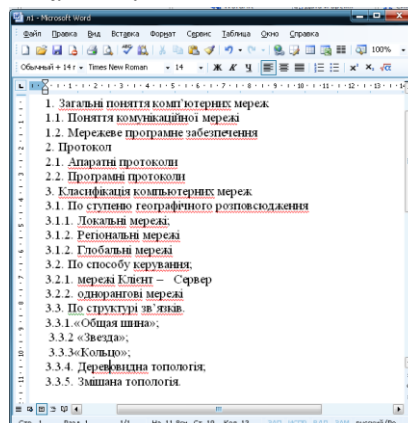 n1 - Microsoft Word
Файл Правка Вид Вставка Формат Сервис Таблица Окно Справка
100%
Обычный + 14 г Times New Roman 14 Ж К Ч
1. Загальні поняття комп'ютерних мереж
1.1. Поняття комунікаційної мережі
1.2. Мережеве програмне забезпечення
2. Протокол
2.1. Апаратні протоколи
2.2. Програмні протоколи
3. Класифікація компьютерних мереж
3.1. По ступеню географічного розповсюдження
3.1.1. Локальні мережі;
3.1.2. Регіональні мережі
3.1.2. Глобальні мережі
3.2. По способу керування;
3.2.1. мережі Клієнт – Сервер
3.2.2. однорангові мережі
3.3. По структурі зв'язків.
3.3.1.«Общая шина»;
3.3.2 «Звезда»;
3.3.3«Кольцо»;
3.3.4. Деревовидна топологія;
3.3.5. Змішана топологія.